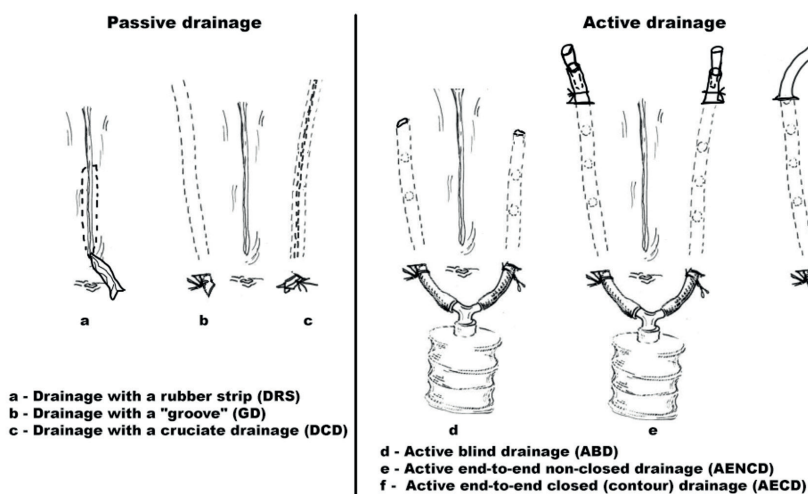 Passive drainage
Active drainage
a
b
c
d
e
a - Drainage with a rubber strip (DRS)
b - Drainage with a "groove" (GD)
c - Drainage with a cruciate drainage (DCD)
d - Active blind drainage (ABD)
e - Active end-to-end non-closed drainage (AENCD)
f - Active end-to-end closed (contour) drainage (AECD)